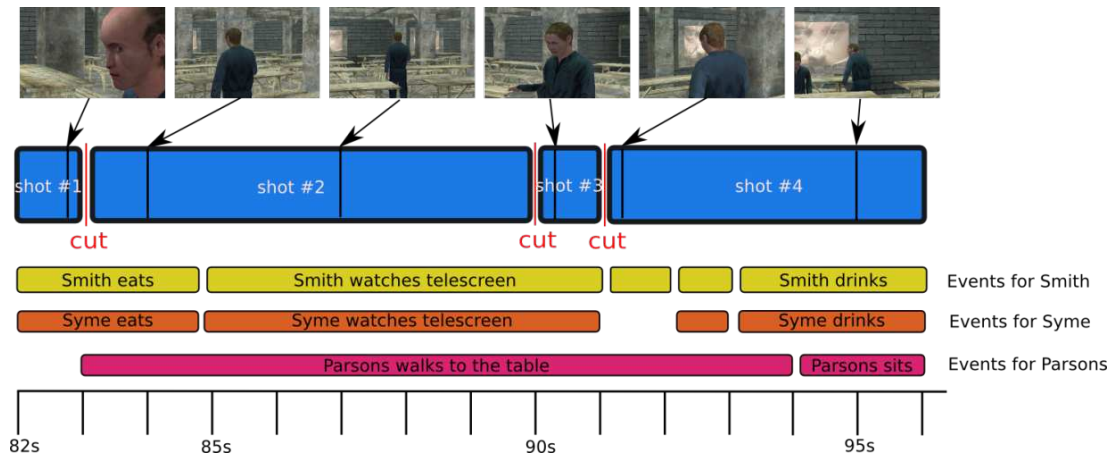 shot #1
shot #2
shot #3
shot #4
cut
cut
cut
Smith eats
Smith watches telescreen
Smith drinks
Events for Smith
Syme eats
Syme watches telescreen
Syme drinks
Events for Syme
Parsons walks to the table
Parsons sits
Events for Parsons
82s
85s
90s
95s